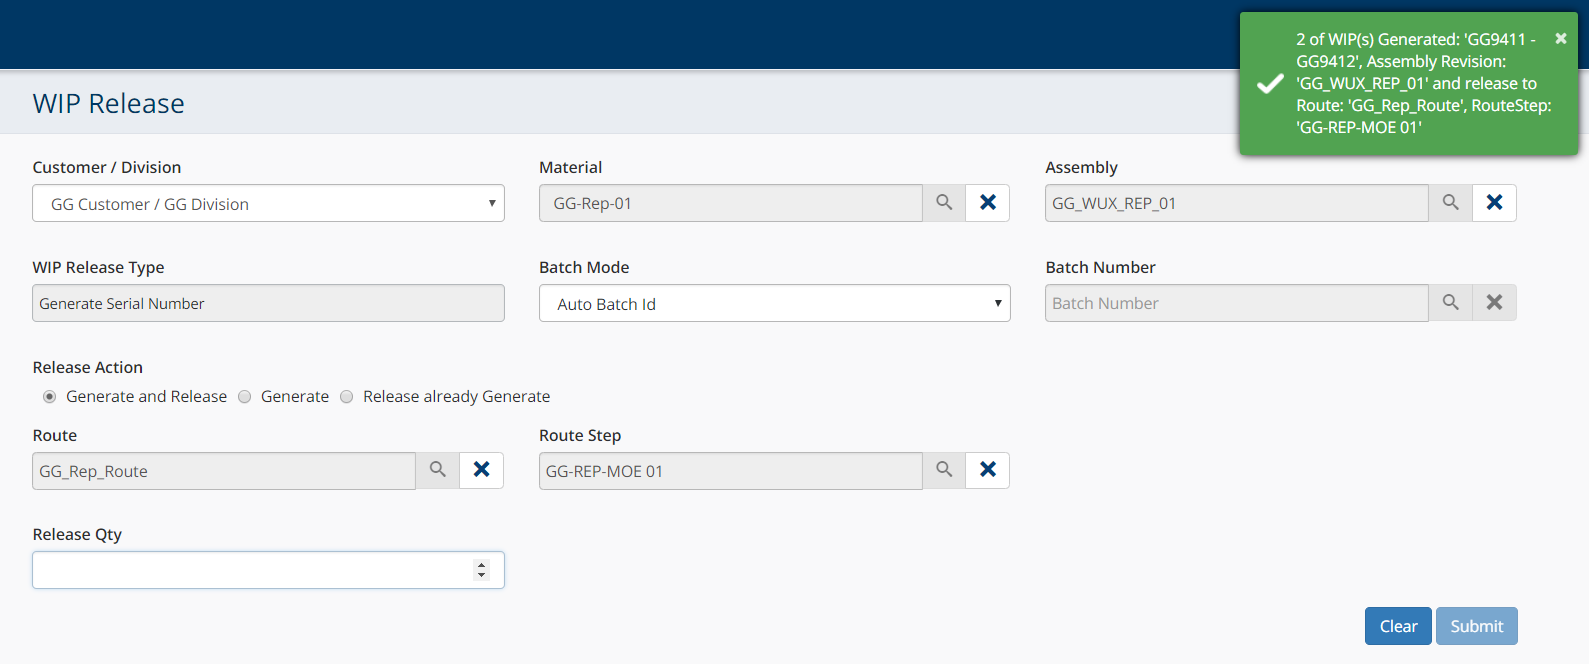 2 of WIP(s) Generated: 'GG9411 -
GG9412', Assembly Revision:
'GG_WUX_REP_01' and release to
Route: 'GG_Rep_Route', RouteStep:
'GG-REP-MOE 01'
WIP Release
Customer / Division
Material
Assembly
GG Customer / GG Division
GG-Rep-01
GG_WUX_REP_01
WIP Release Type
Batch Mode
Batch Number
Generate Serial Number
Auto Batch Id
Batch Number
Release Action
Generate and Release
Generate
Release already Generate
Route
Route Step
GG_Rep_Route
GG-REP-MOE 01
Release Qty
Clear
Submit